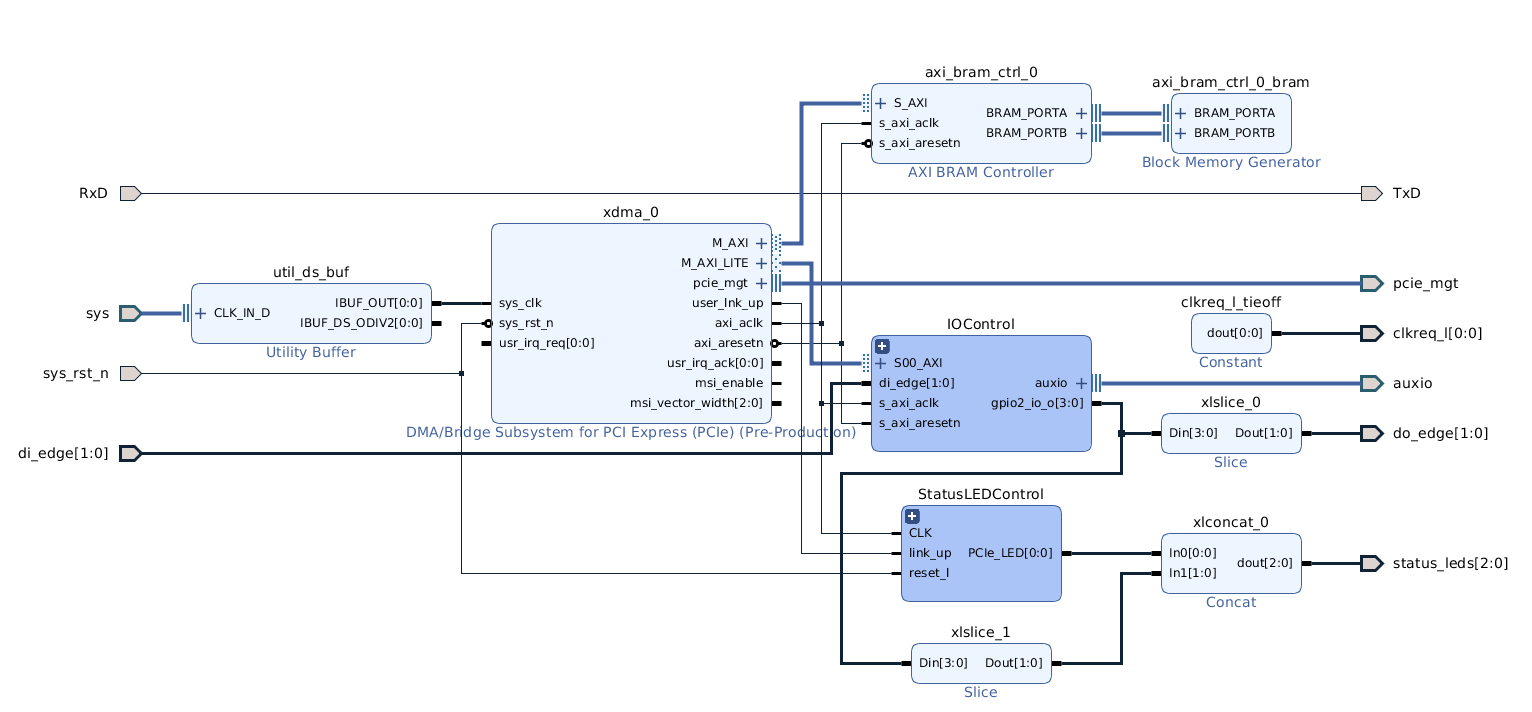 axi_bram_ctrl_0
S_AXI
s_axi_aclk
s_axi_aresetn
BRAM_PORTA
BRAM_PORTB
AXI BRAM Controller
axi_bram_ctrl_0_bram
BRAM_PORTA
BRAM_PORTB
Block Memory Generator
RxD
TxD
xdma_0
sys_clk
sys_rst_n
usr_irq_req[0:0]
M_AXI
M_AXI_LITE
pcie_mgt
user_lnk_up
axi_aclk
axi_aresetn
usr_irq_ack[0:0]
msi_enable
msi_vector_width[2:0]
DMA/Bridge Subsystem for PCI Express (PCIe) (Pre-Production)
util_ds_buf
CLK_IN_D
IBUF_OUT[0:0]
IBUF_DS_ODIV2[0:0]
Utility Buffer
sys
sys_rst_n
di_edge[1:0]
pcie_mgt
clkreq_l_tieoff
dout[0:0]
Constant
clkreq_l[0:0]
IOControl
S00_AXI
di_edge[1:0]
s_axi_aclk
s_axi_aresetn
auxio
gpio2_io_o[3:0]
auxio
xlslice_0
Din[3:0]
Dout[1:0]
Slice
do_edge[1:0]
StatusLEDControl
CLK
link_up
reset_l
PCIe_LED[0:0]
xlconcat_0
In0[0:0]
In1[1:0]
dout[2:0]
Concat
status_leds[2:0]
xlslice_1
Din[3:0]
Dout[1:0]
Slice